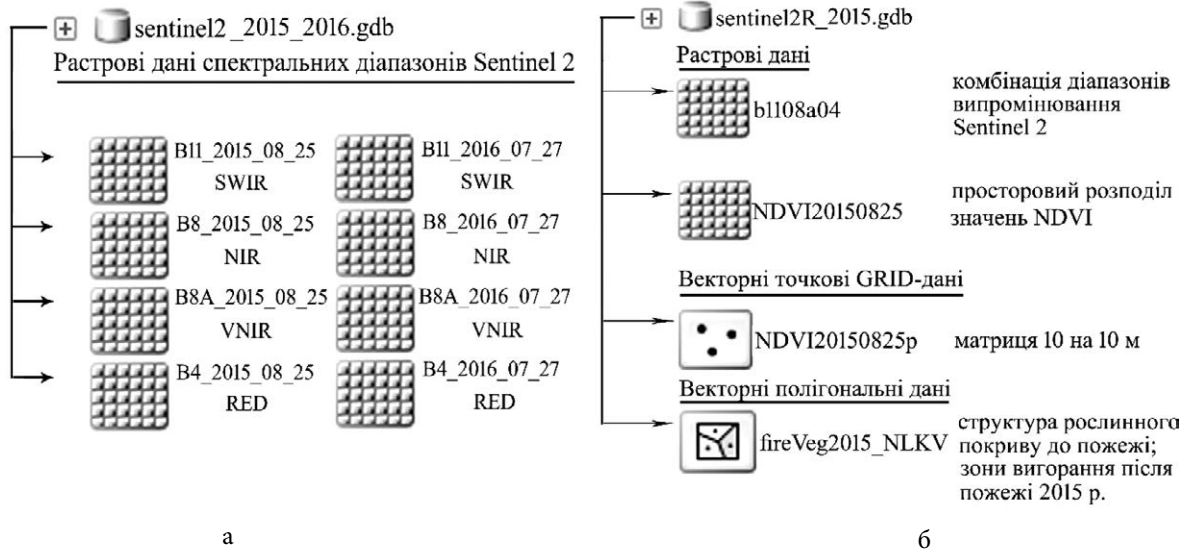 sentinel2_2015_2016.gdb
Растрові дані спектральних діапазонів Sentinel 2
B11_2015_08_25
SWIR
B11_2016_07_27
SWIR
B8_2015_08_25
NIR
B8_2016_07_27
NIR
B8A_2015_08_25
VNIR
B8A_2016_07_27
VNIR
B4_2015_08_25
RED
B4_2016_07_27
RED
а
sentinel2R_2015.gdb
Растрові дані
b1108a04
комбінація діапазонів
випромінювання
Sentinel 2
NDVI20150825
просторовий розподіл
значень NDVI
Векторні точкові GRID-дані
NDVI20150825p
матриця 10 на 10 м
Векторні полігональні дані
fireVeg2015_NLKV
структура рослинного
покриву до пожежі;
зони вигорання після
пожежі 2015 р.
б